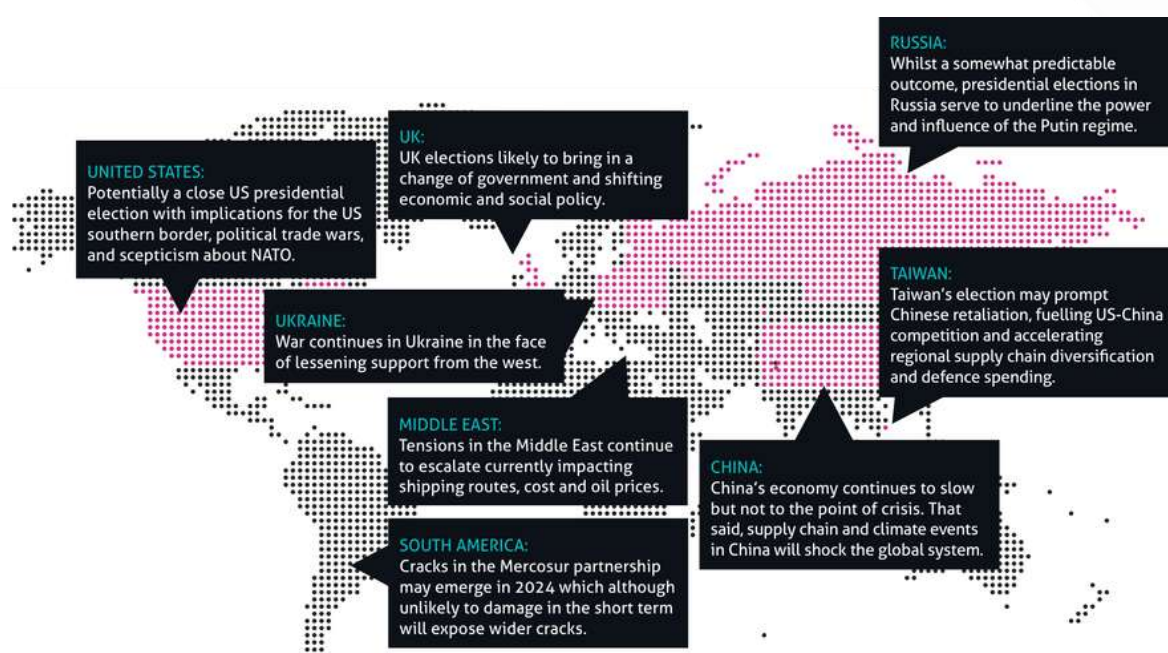 RUSSIA:
Whilst a somewhat predictable
outcome, presidential elections in
Russia serve to underline the power
and influence of the Putin regime.
UK:
UK elections likely to bring in a
change of government and shifting
economic and social policy.
UNITED STATES:
Potentially a close US presidential
election with implications for the US
southern border, political trade wars,
and scepticism about NATO.
TAIWAN:
Taiwan's election may prompt
Chinese retaliation, fuelling US-China
competition and accelerating
regional supply chain diversification
and defence spending.
UKRAINE:
War continues in Ukraine in the face
of lessening support from the west.
MIDDLE EAST:
Tensions in the Middle East continue
to escalate currently impacting
shipping routes, cost and oil prices.
CHINA:
China's economy continues to slow
but not to the point of crisis. That
said, supply chain and climate events
in China will shock the global system.
SOUTH AMERICA:
Cracks in the Mercosur partnership
may emerge in 2024 which although
unlikely to damage in the short term
will expose wider cracks.